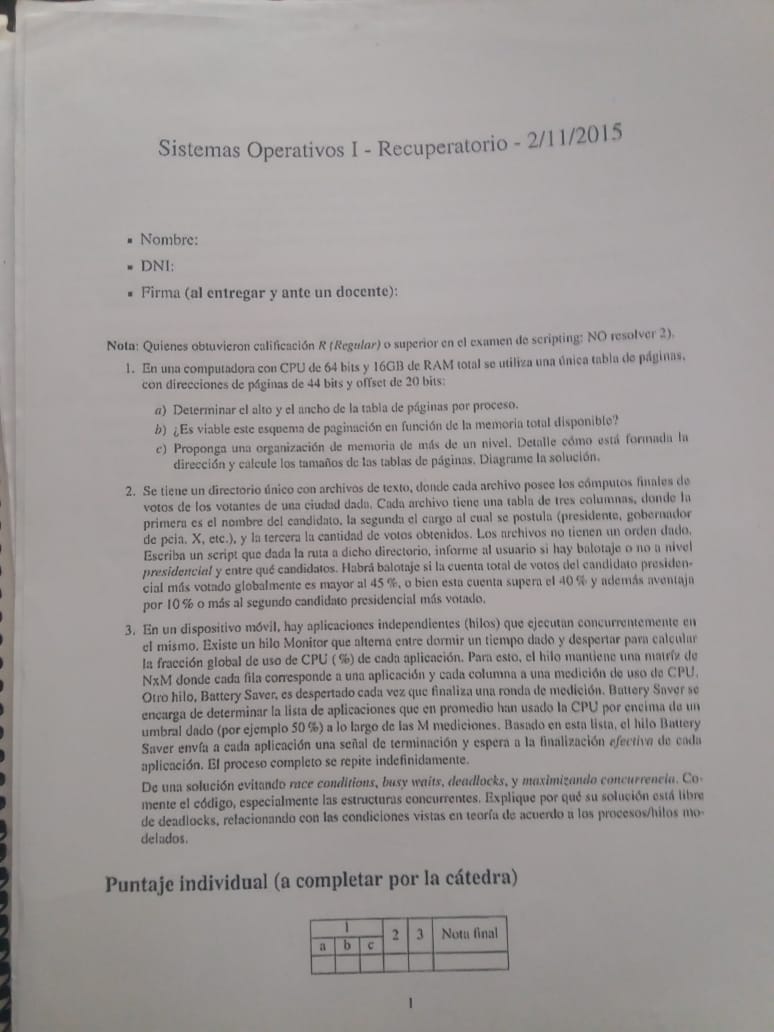 Sistemas Operativos I - Recuperatorio - 2/11/2015
▪ Nombre:
▪ DNI:
▪ Firma (al entregar y ante un docente):
Nota: Quienes obtuvieron calificación R (Regular) o superior en el examen de scripting: NO resolver 2).
1. En una computadora con CPU de 64 bits y 16GB de RAM total se utiliza una única tabla de páginas,
con direcciones de páginas de 44 bits y offset de 20 bits:
a) Determinar el alto y el ancho de la tabla de páginas por proceso.
b) ¿Es viable este esquema de paginación en función de la memoria total disponible?
c) Proponga una organización de memoria de más de un nivel. Detalle cómo está formada la
dirección y calcule los tamaños de las tablas de páginas. Diagrame la solución.
2. Se tiene un directorio único con archivos de texto, donde cada archivo posee los cómputos finales de
votos de los votantes de una ciudad dada. Cada archivo tiene una tabla de tres columnas, donde la
primera es el nombre del candidato, la segunda el cargo al cual se postula (presidente, gobernador
de pcia. X, etc.), y la tercera la cantidad de votos obtenidos. Los archivos no tienen un orden dado.
Escriba un script que dada la ruta a dicho directorio, informe al usuario si hay balotaje o no a nivel
presidencial y entre qué candidatos. Habrá balotaje si la cuenta total de votos del candidato presiden-
cial más votado globalmente es mayor al 45 %, o bien esta cuenta supera el 40 % y además aventaja
por 10 % o más al segundo candidato presidencial más votado.
3. En un dispositivo móvil, hay aplicaciones independientes (hilos) que ejecutan concurrentemente en
el mismo. Existe un hilo Monitor que alterna entre dormir un tiempo dado y despertar para calcular
la fracción global de uso de CPU (%) de cada aplicación. Para esto, el hilo mantiene una matríz de
NxM donde cada fila corresponde a una aplicación y cada columna a una medición de uso de CPU.
Otro hilo, Battery Saver, es despertado cada vez que finaliza una ronda de medición. Battery Saver se
encarga de determinar la lista de aplicaciones que en promedio han usado la CPU por encima de un
umbral dado (por ejemplo 50 %) a lo largo de las M mediciones. Basado en esta lista, el hilo Battery
Saver envía a cada aplicación una señal de terminación y espera a la finalización efectiva de cada
aplicación. El proceso completo se repite indefinidamente.
De una solución evitando race conditions, busy waits, deadlocks, y maximizando concurrencia. Co-
mente el código, especialmente las estructuras concurrentes. Explique por qué su solución está libre
de deadlocks, relacionando con las condiciones vistas en teoría de acuerdo a los procesos/hilos mo-
delados.
Puntaje individual (a completar por la cátedra)
1 2 3 Nota final
a b c
1